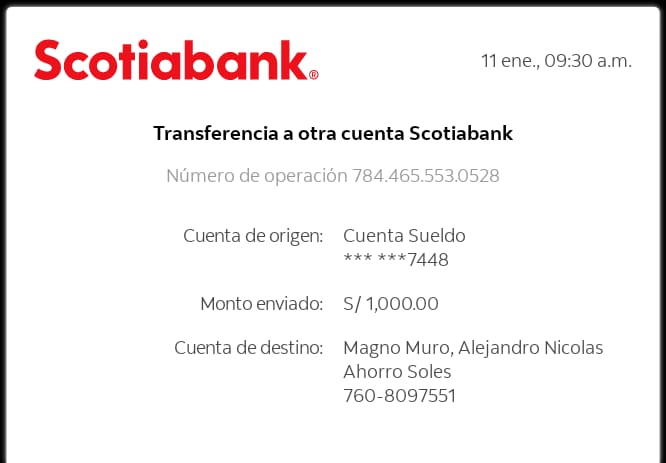 Scotiabank®
11 ene., 09:30 a.m.
Transferencia a otra cuenta Scotiabank
Número de operación 784.465.553.0528
Cuenta de origen: Cuenta Sueldo
*** ***7448
Monto enviado: S/ 1,000.00
Cuenta de destino: Magno Muro, Alejandro Nicolas
Ahorro Soles
760-8097551